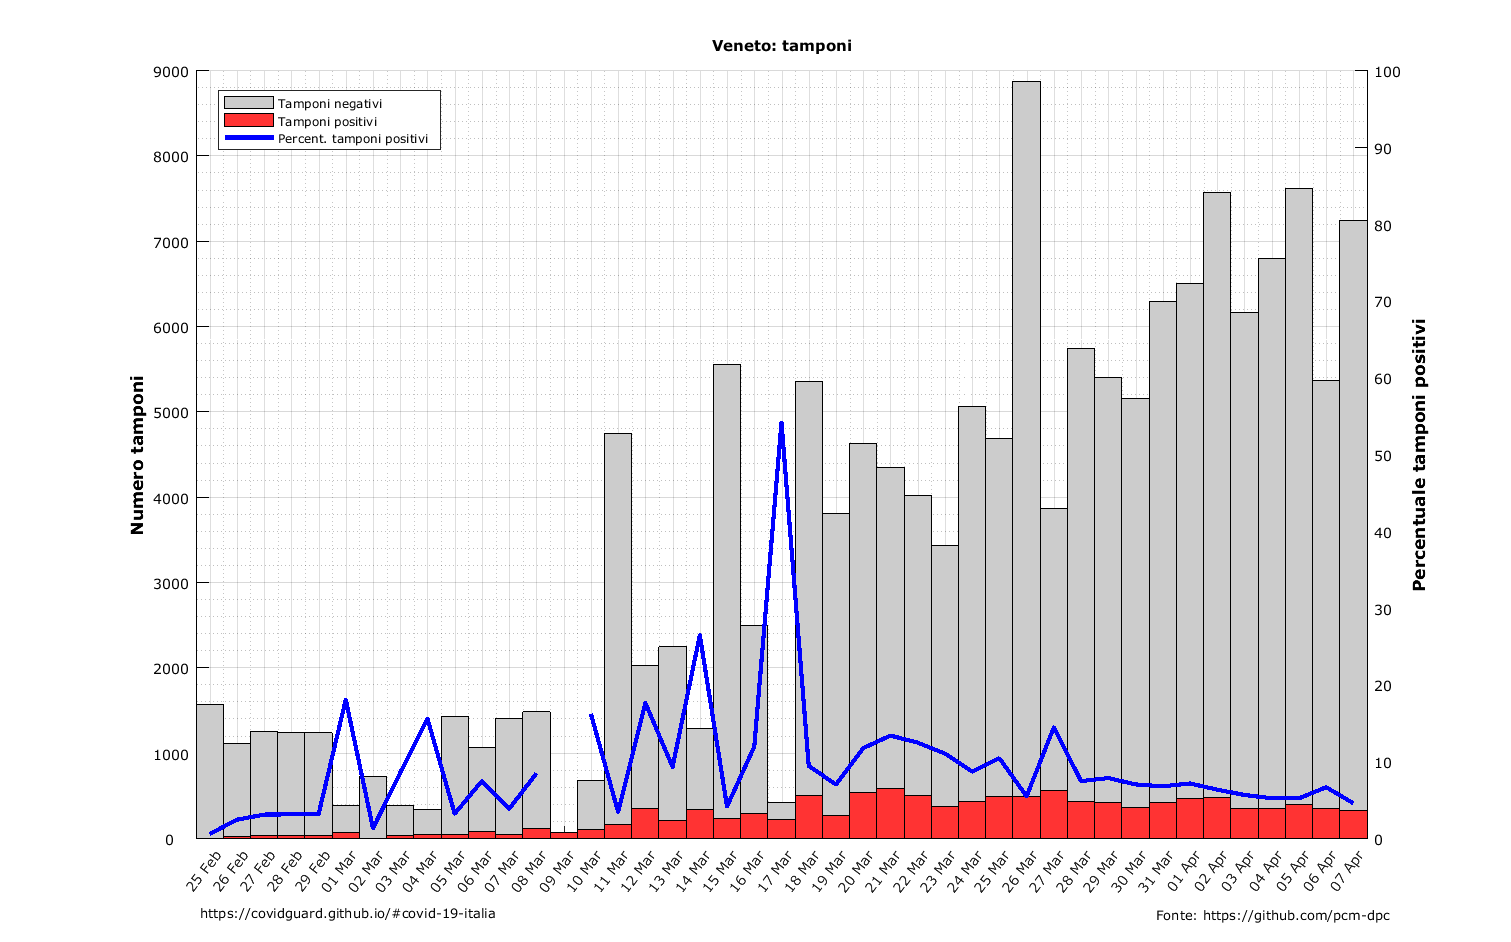 Veneto: tamponi
Tamponi negativi
Tamponi positivi
Percent. tamponi positivi
Numero tamponi
9000
8000
7000
6000
5000
4000
3000
2000
1000
0
100
90
80
70
60
50
40
30
20
10
0
Percentuale tamponi positivi
25 Feb
26 Feb
27 Feb
28 Feb
29 Feb
01 Mar
02 Mar
03 Mar
04 Mar
05 Mar
06 Mar
07 Mar
08 Mar
09 Mar
10 Mar
11 Mar
12 Mar
13 Mar
14 Mar
15 Mar
16 Mar
17 Mar
18 Mar
19 Mar
20 Mar
21 Mar
22 Mar
23 Mar
24 Mar
25 Mar
26 Mar
27 Mar
28 Mar
29 Mar
30 Mar
31 Mar
01 Apr
02 Apr
03 Apr
04 Apr
05 Apr
06 Apr
07 Apr
https://covidguard.github.io/#covid-19-italia
Fonte: https://github.com/pcm-dpc